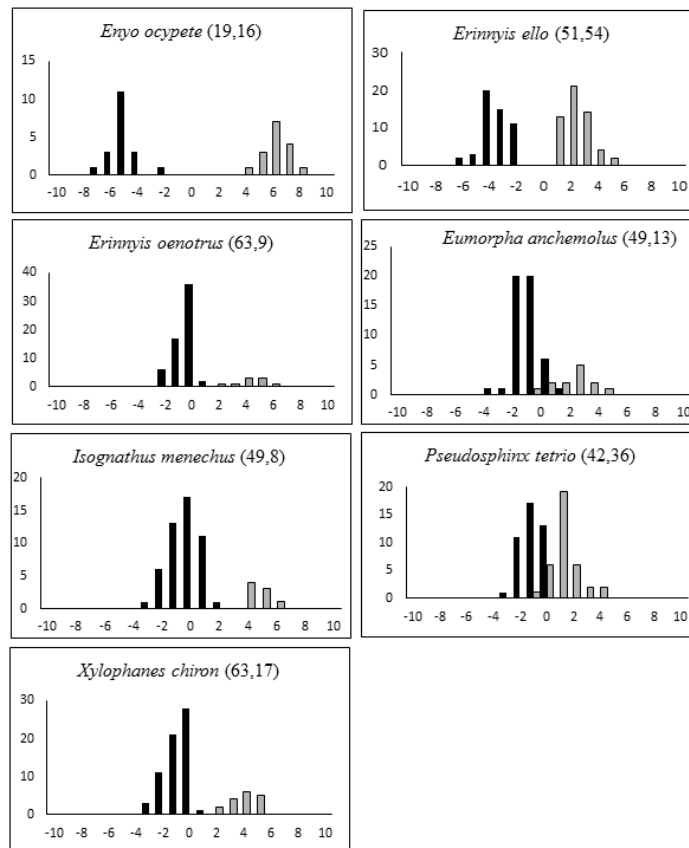 Enyo ocypete (19,16)
15
10
5
0
-10 -8 -6 -4 -2 0 2 4 6 8 10
Erinnyis ello (51,54)
30
20
10
0
-10 -8 -6 -4 -2 0 2 4 6 8 10
Erinnyis oenotrus (63,9)
40
30
20
10
0
-10 -8 -6 -4 -2 0 2 4 6 8 10
Eumorpha anchemolus (49,13)
25
20
15
10
5
0
-10 -8 -6 -4 -2 0 2 4 6 8 10
Isognathus menechus (49,8)
20
15
10
5
0
-10 -8 -6 -4 -2 0 2 4 6 8 10
Pseudosphinx tetrio (42,36)
20
15
10
5
0
-10 -8 -6 -4 -2 0 2 4 6 8 10
Xylophanes chiron (63,17)
30
20
10
0
-10 -8 -6 -4 -2 0 2 4 6 8 10